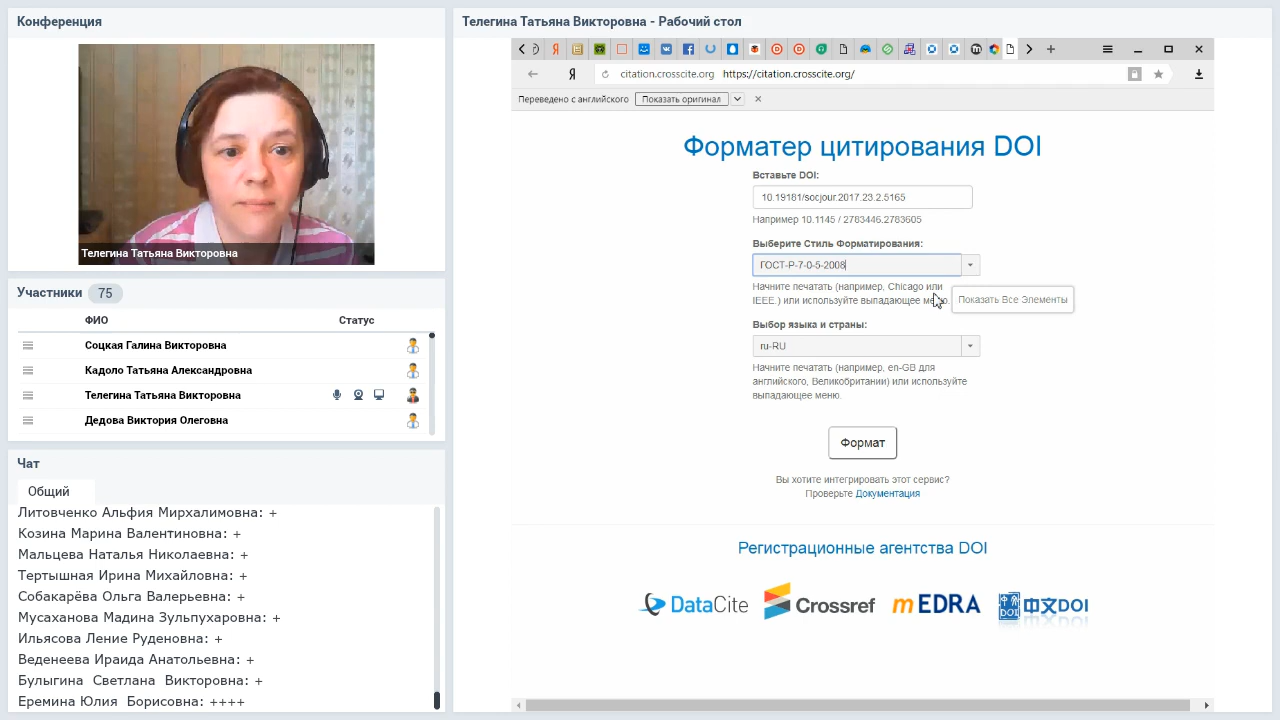 Конференция
Телегина Татьяна Викторовна
Участники 75
ФИО Статус
Соцкая Галина Викторовна
Кадоло Татьяна Александровна
Телегина Татьяна Викторовна
Дедова Виктория Олеговна
Чат
Общий
Литовченко Альфия Мирхалимовна: +
Козина Марина Валентиновна: +
Мальцева Наталья Николаевна: +
Тертышная Ирина Михайловна: +
Собакарёва Ольга Валерьевна: +
Мусаханова Мадина Зульпухаровна: +
Ильясова Ление Руденовна: +
Веденеева Ираида Анатольевна: +
Булыгина Светлана Викторовна: +
Еремина Юлия Борисовна: ++++
Телегина Татьяна Викторовна - Рабочий стол
citation.crosscite.org https://citation.crosscite.org/
Переведено с английского Показать оригинал
Форматер цитирования DOI
Вставьте DOI:
10.19181/socjour.2017.23.2.5165
Например 10.1145 / 2783446.2783605
Выберите Стиль Форматирования:
ГОСТ-Р-7-0-5-2008
Начните печатать (например, Chicago или
IEEE.) или используйте выпадающее меню.
Показать Все Элементы
Выбор языка и страны:
ru-RU
Начните печатать (например, en-GB для
английского, Великобритании) или используйте
выпадающее меню.
Формат
Вы хотите интегрировать этот сервис?
Проверьте Документация
Регистрационные агентства DOI
DataCite Crossref mEDRA 中文DOI